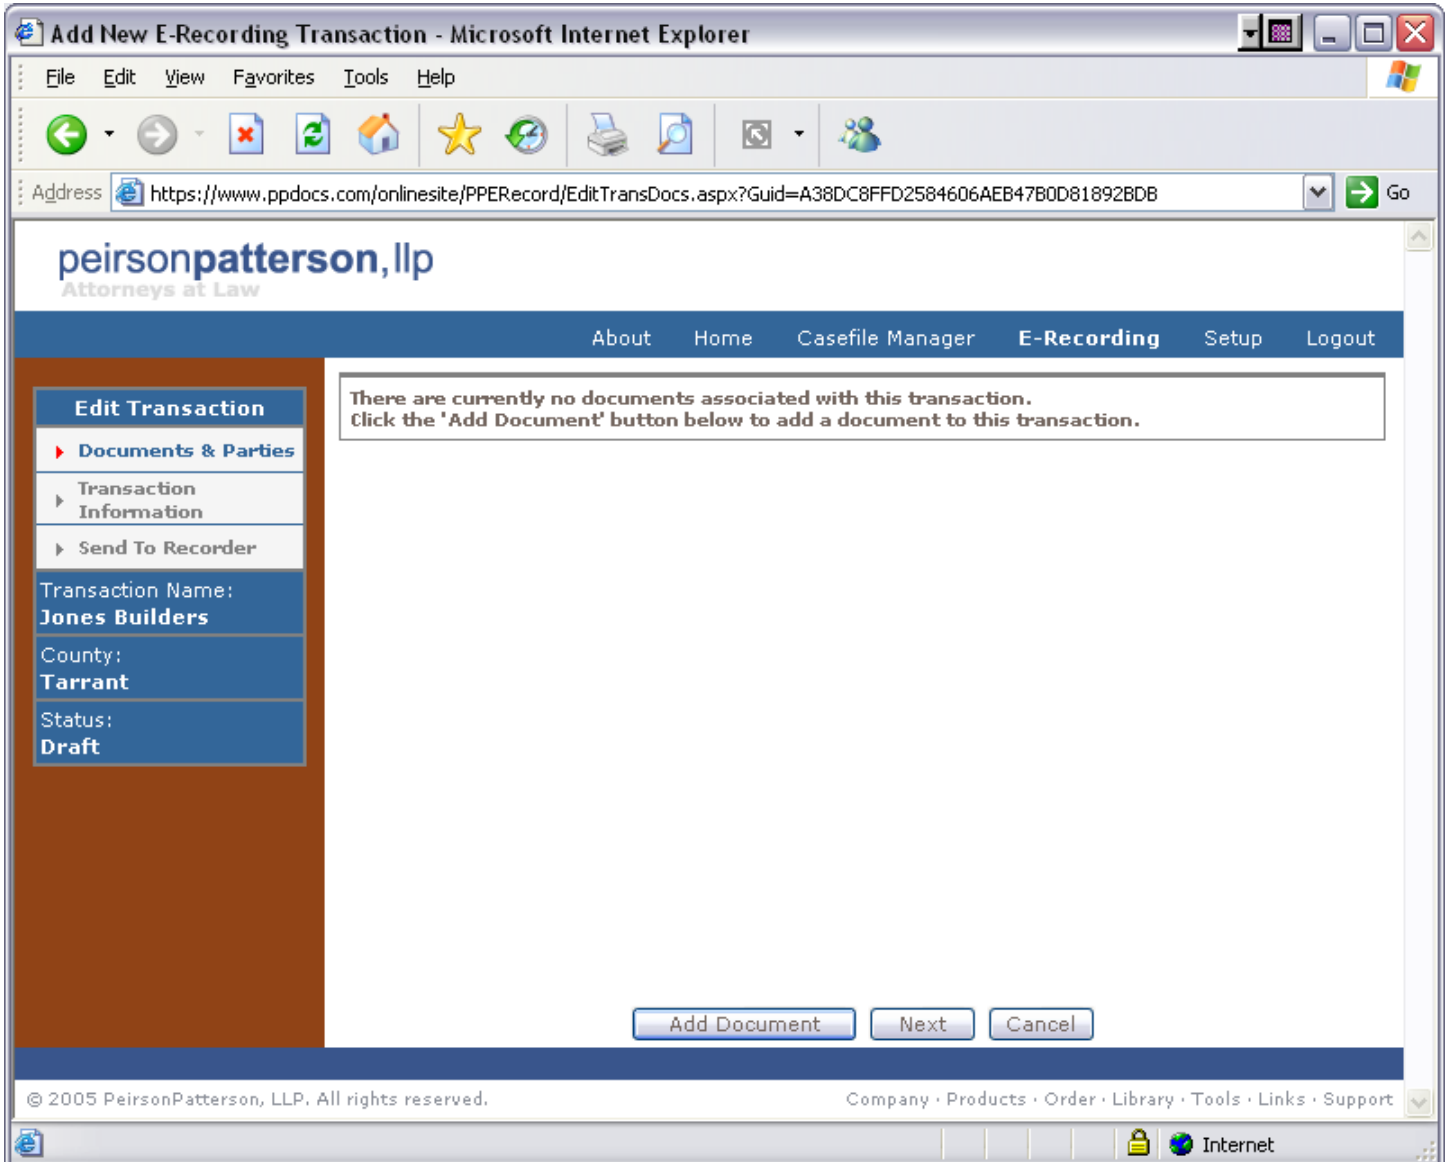 Add New E-Recording Transaction - Microsoft Internet Explorer
File Edit View Favorites Tools Help
Address https://www.ppdocs.com/onlinesite/PPERecord/EditTransDocs.aspx?Guid=A38DC8FFD2584606AEB47B0D81892BDB Go
peirsonpatterson,llp
Attorneys at Law
About Home Casefile Manager E-Recording Setup Logout
Edit Transaction
Documents & Parties
Transaction
Information
Send To Recorder
Transaction Name:
Jones Builders
County:
Tarrant
Status:
Draft
There are currently no documents associated with this transaction.
Click the 'Add Document' button below to add a document to this transaction.
Add Document Next Cancel
© 2005 PeirsonPatterson, LLP. All rights reserved. Company · Products · Order · Library · Tools · Links · Support
Internet